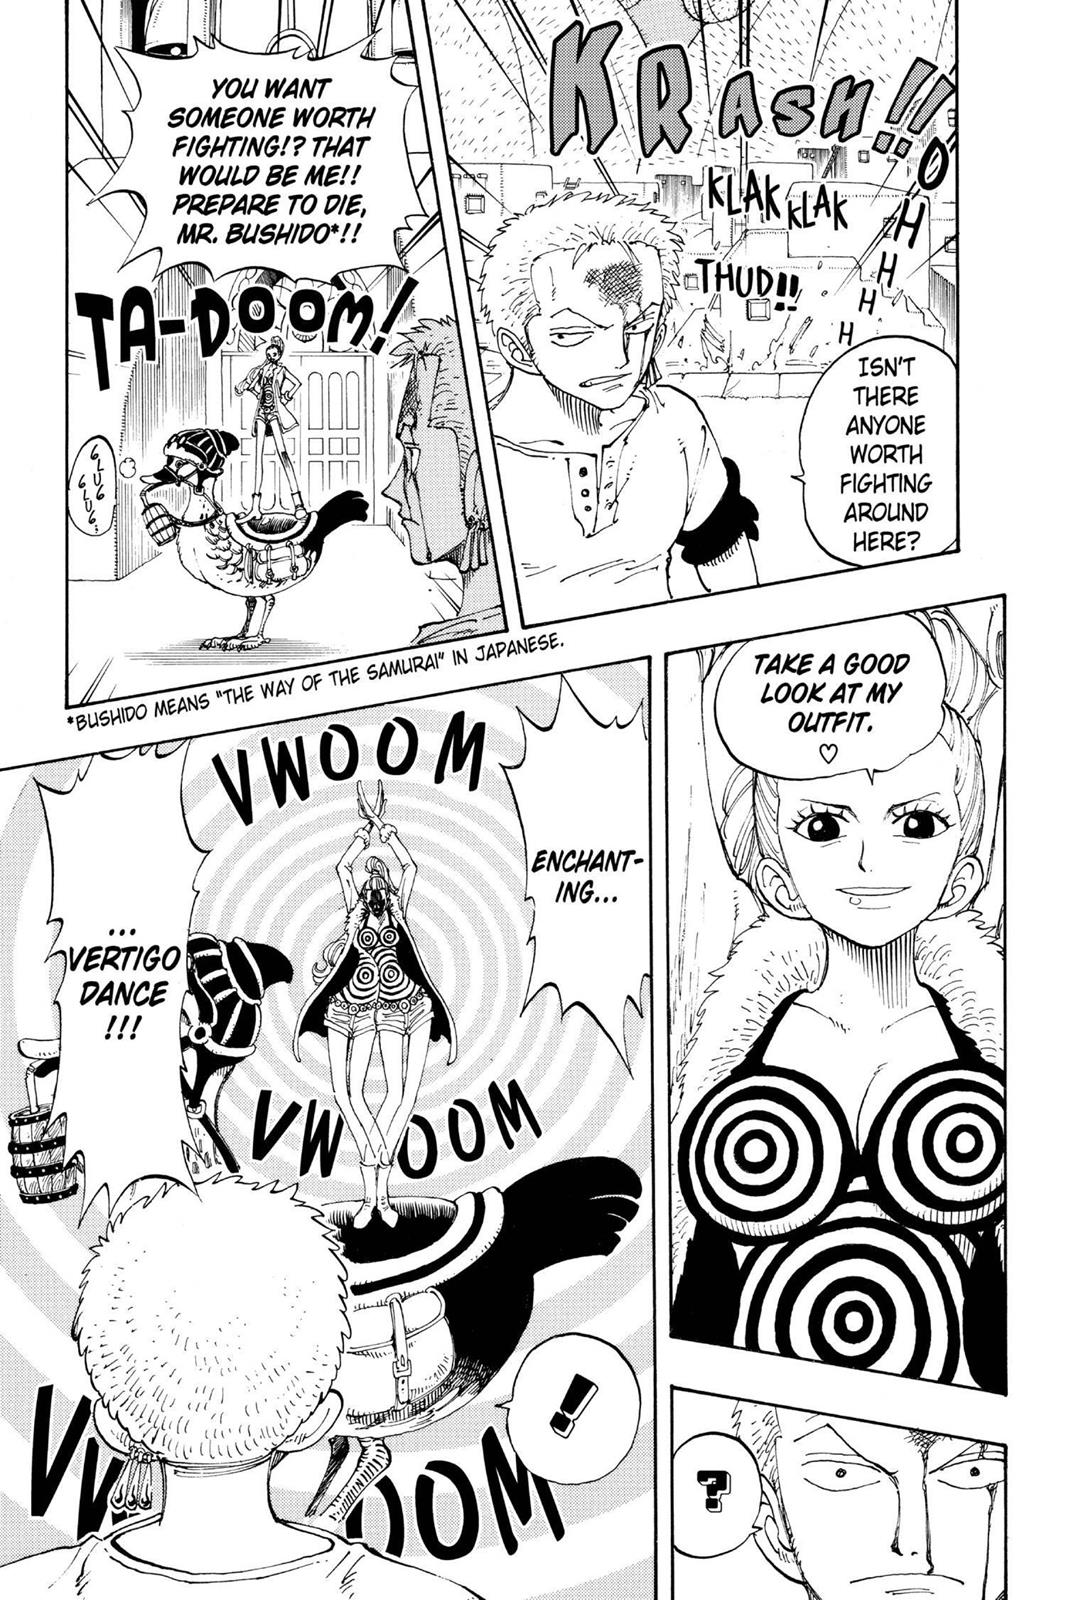 KRASH!!
OHHHH
KLAK KLAK
THUD!!
ISN'T
THERE
ANYONE
WORTH
FIGHTING
AROUND
HERE?
YOU WANT
SOMEONE WORTH
FIGHTING!? THAT
WOULD BE ME!!
PREPARE TO DIE,
MR. BUSHIDO*!!
TA-DOOM!
GLUG
GLUG...
*BUSHIDO MEANS "THE WAY OF THE SAMURAI" IN JAPANESE.
TAKE A GOOD
LOOK AT MY
OUTFIT.
♡
?
VWOOM
ENCHANT-
ING...
...
VERTIGO
DANCE
!!!
VWOOM
!
VWOOM